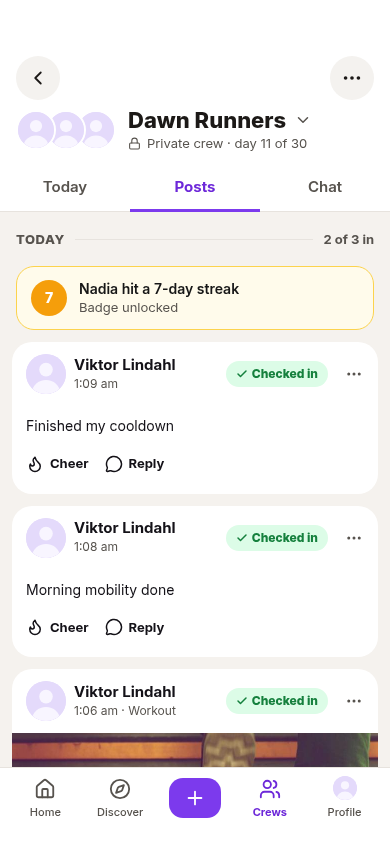 Dawn Runners
Private crew · day 11 of 30
Today
Posts
Chat
TODAY
2 of 3 in
7
Nadia hit a 7-day streak
Badge unlocked
Viktor Lindahl
1:09 am
Checked in
Finished my cooldown
Cheer
Reply
Viktor Lindahl
1:08 am
Checked in
Morning mobility done
Cheer
Reply
Viktor Lindahl
1:06 am · Workout
Checked in
Home
Discover
Crews
Profile